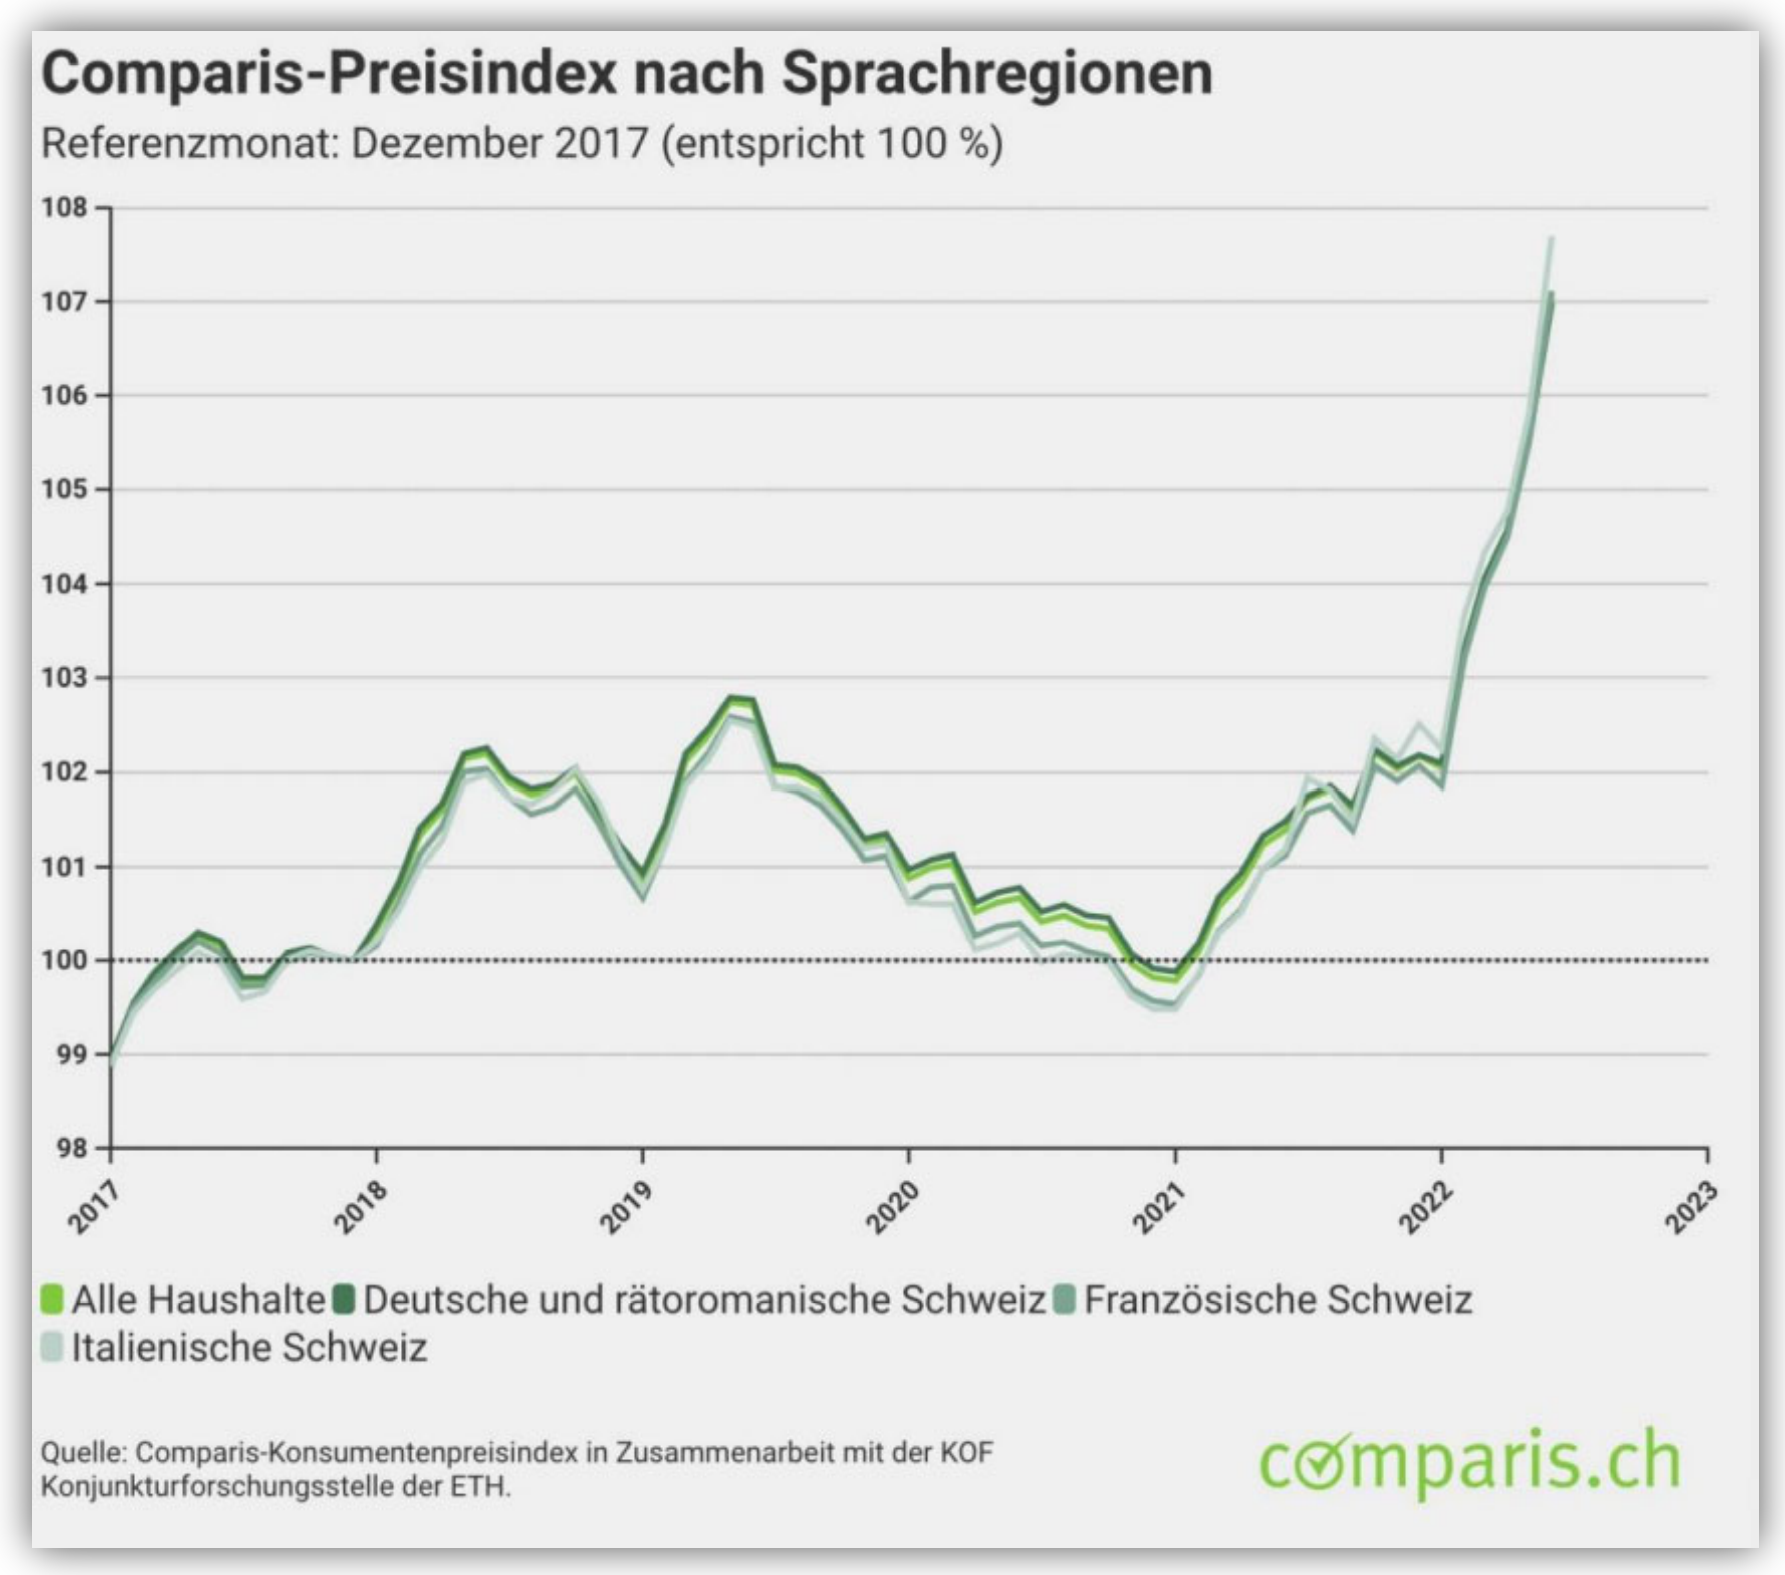 Comparis-Preisindex nach Sprachregionen
Referenzmonat: Dezember 2017 (entspricht 100 %)
108
107
106
105
104
103
102
101
100
99
98
2017 2018 2019 2020 2021 2022 2023
Alle Haushalte Deutsche und rätoromanische Schweiz Französische Schweiz
Italienische Schweiz
Quelle: Comparis-Konsumentenpreisindex in Zusammenarbeit mit der KOF
Konjunkturforschungsstelle der ETH.
comparis.ch